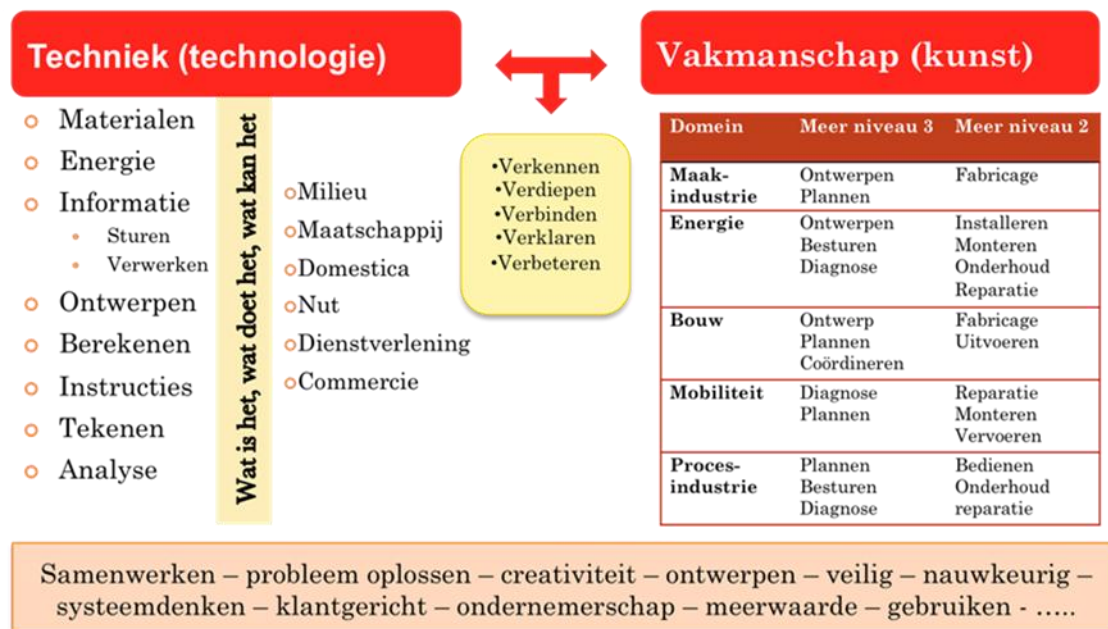 Techniek (technologie)
Vakmanschap (kunst)
Materialen
Energie
Informatie
Sturen
Verwerken
Ontwerpen
Berekenen
Instructies
Tekenen
Analyse
Wat is het, wat doet het, wat kan het
Milieu
Maatschappij
Domestica
Nut
Dienstverlening
Commercie
•Verkennen
•Verdiepen
•Verbinden
•Verklaren
•Verbeteren
Domein Meer niveau 3 Meer niveau 2
Maak- Ontwerpen Fabricage
industrie Plannen
Energie Ontwerpen Installeren
Besturen Monteren
Diagnose Onderhoud
Reparatie
Bouw Ontwerp Fabricage
Plannen Uitvoeren
Coördineren
Mobiliteit Diagnose Reparatie
Plannen Monteren
Vervoeren
Proces- Plannen Bedienen
industrie Besturen Onderhoud
Diagnose reparatie
Samenwerken – probleem oplossen – creativiteit – ontwerpen – veilig – nauwkeurig –
systeemdenken – klantgericht – ondernemerschap – meerwaarde – gebruiken - …..